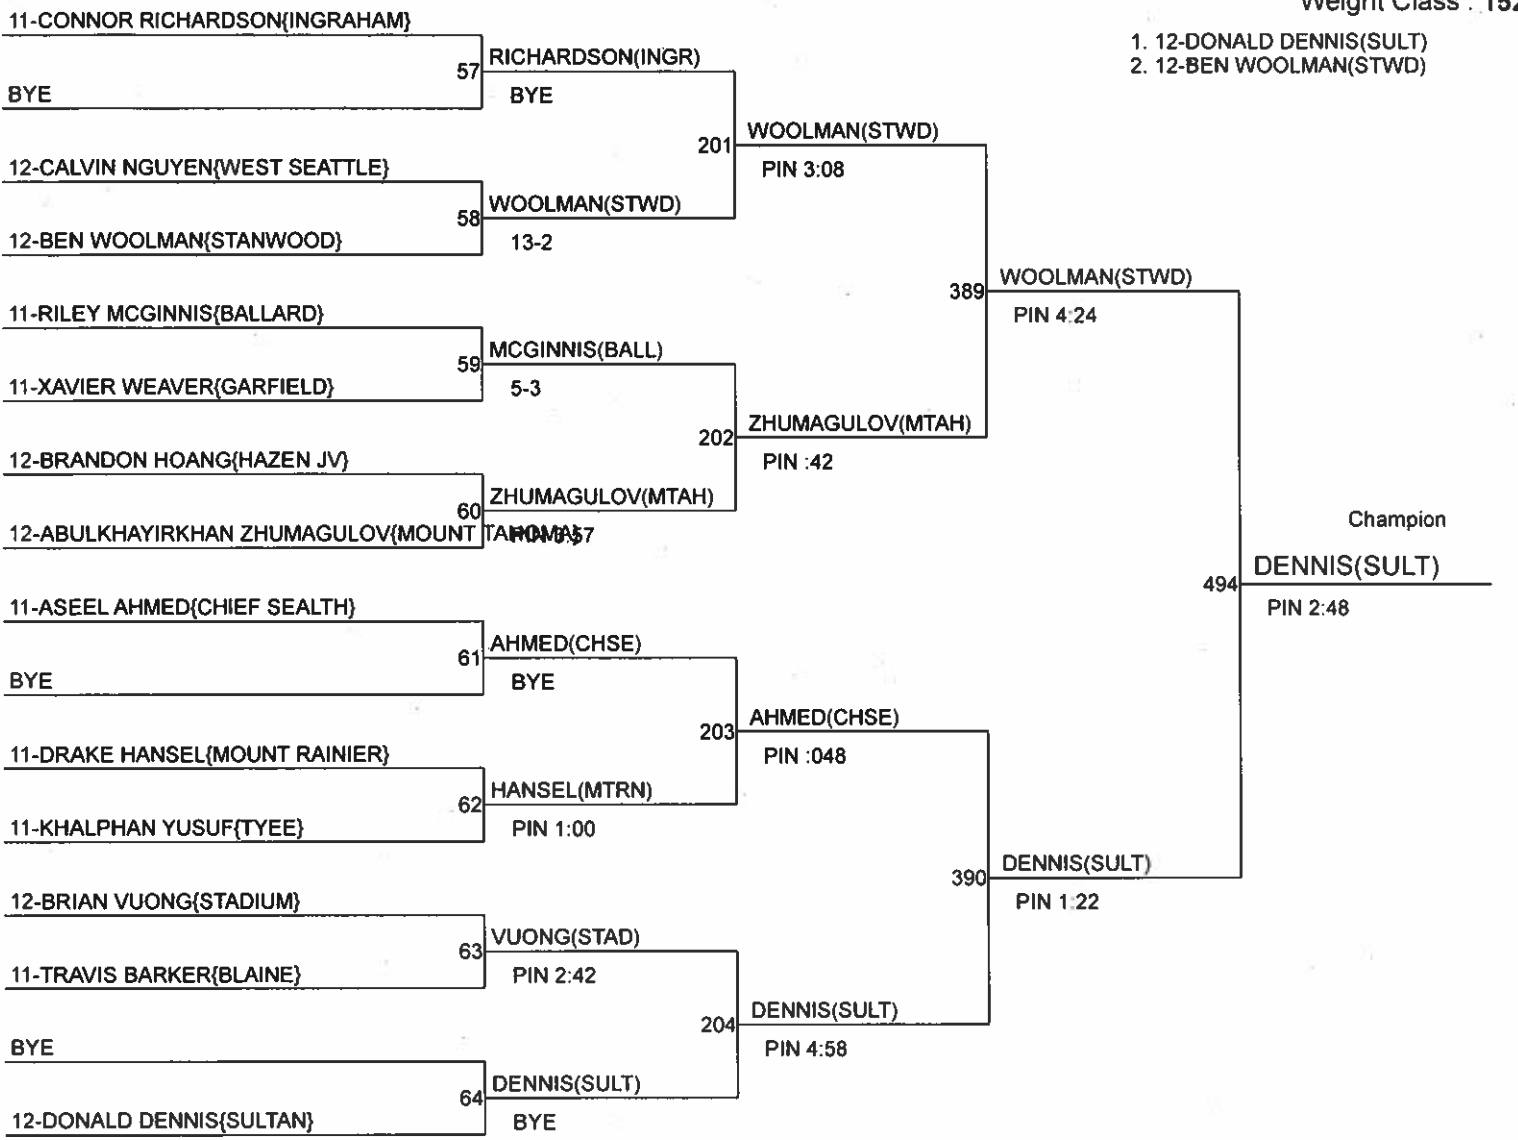 Weight Class : 152
1. 12-DONALD DENNIS(SULT)
2. 12-BEN WOOLMAN(STWD)
11-CONNOR RICHARDSON{INGRAHAM}
57
RICHARDSON(INGR)
BYE
BYE
201
WOOLMAN(STWD)
PIN 3:08
12-CALVIN NGUYEN{WEST SEATTLE}
58
WOOLMAN(STWD)
12-BEN WOOLMAN{STANWOOD}
13-2
389
WOOLMAN(STWD)
PIN 4:24
11-RILEY MCGINNIS{BALLARD}
59
MCGINNIS(BALL)
11-XAVIER WEAVER{GARFIELD}
5-3
202
ZHUMAGULOV(MTAH)
PIN :42
12-BRANDON HOANG{HAZEN JV}
60
ZHUMAGULOV(MTAH)
12-ABULKHAYIRKHAN ZHUMAGULOV{MOUNT TAHOMA}
Champion
494
DENNIS(SULT)
PIN 2:48
11-ASEEL AHMED{CHIEF SEALTH}
61
AHMED(CHSE)
BYE
BYE
203
AHMED(CHSE)
PIN :048
11-DRAKE HANSEL{MOUNT RAINIER}
62
HANSEL(MTRN)
11-KHALPHAN YUSUF{TYEE}
PIN 1:00
390
DENNIS(SULT)
PIN 1:22
12-BRIAN VUONG{STADIUM}
63
VUONG(STAD)
11-TRAVIS BARKER{BLAINE}
PIN 2:42
204
DENNIS(SULT)
PIN 4:58
BYE
64
DENNIS(SULT)
12-DONALD DENNIS{SULTAN}
BYE